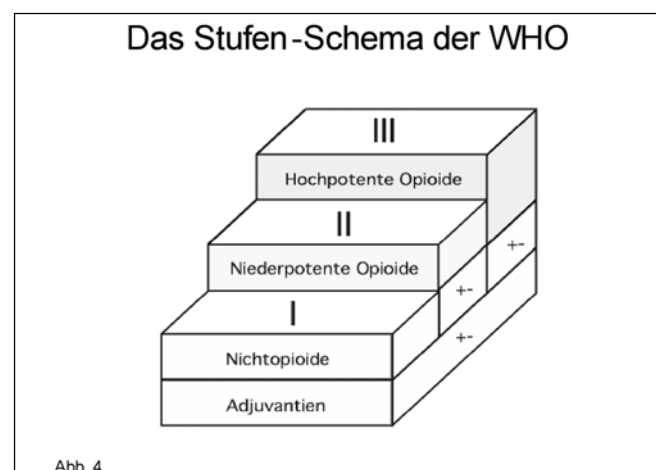 Das Stufen-Schema der WHO
III
Hochpotente Opioide
II
+-
Niederpotente Opioide
+-
I
+-
Nichtopioide
Adjuvantien
Abb. 4